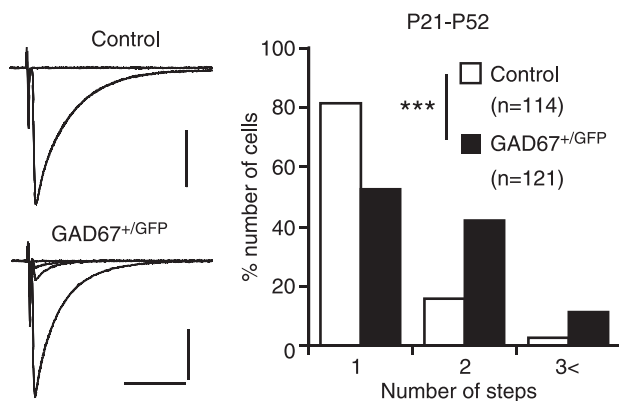 Control
GAD67+/GFP
P21-P52
% number of cells
100
80
60
40
20
0
***
Control
(n=114)
GAD67+/GFP
(n=121)
1 2 3<
Number of steps